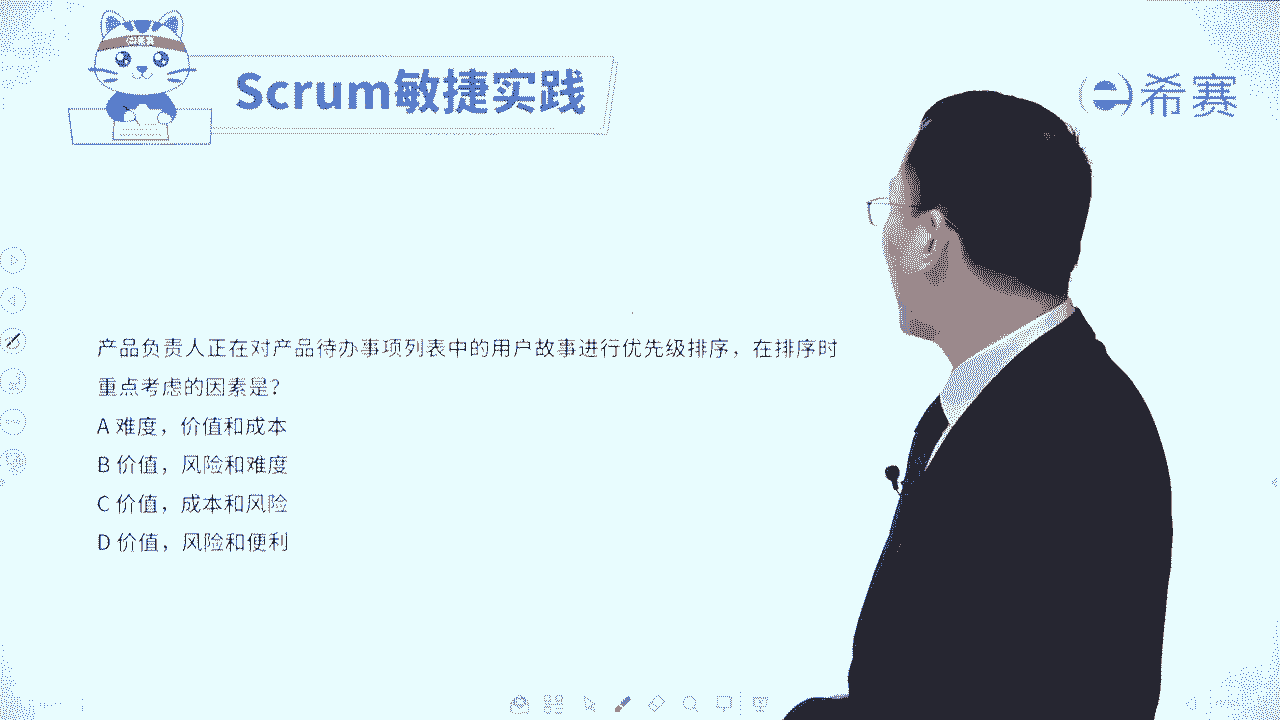 Scrum敏捷实践
希赛
产品负责人正在对产品待办事项列表中的用户故事进行优先级排序，在排序时
重点考虑的因素是？
A 难度，价值和成本
B 价值，风险和难度
C 价值，成本和风险
D 价值，风险和便利